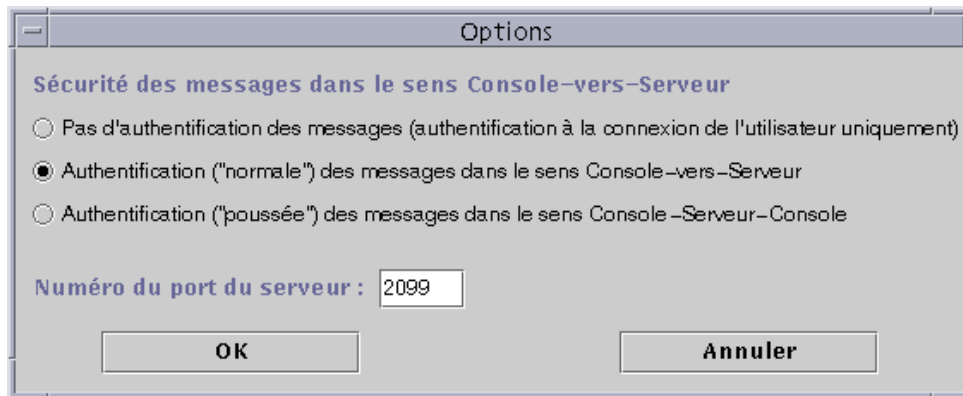 Options
Sécurité des messages dans le sens Console-vers-Serveur
Pas d'authentification des messages (authentification à la connexion de l'utilisateur uniquement)
Authentification ("normale") des messages dans le sens Console-vers-Serveur
Authentification ("poussée") des messages dans le sens Console-Serveur-Console
Numéro du port du serveur : 2099
OK Annuler